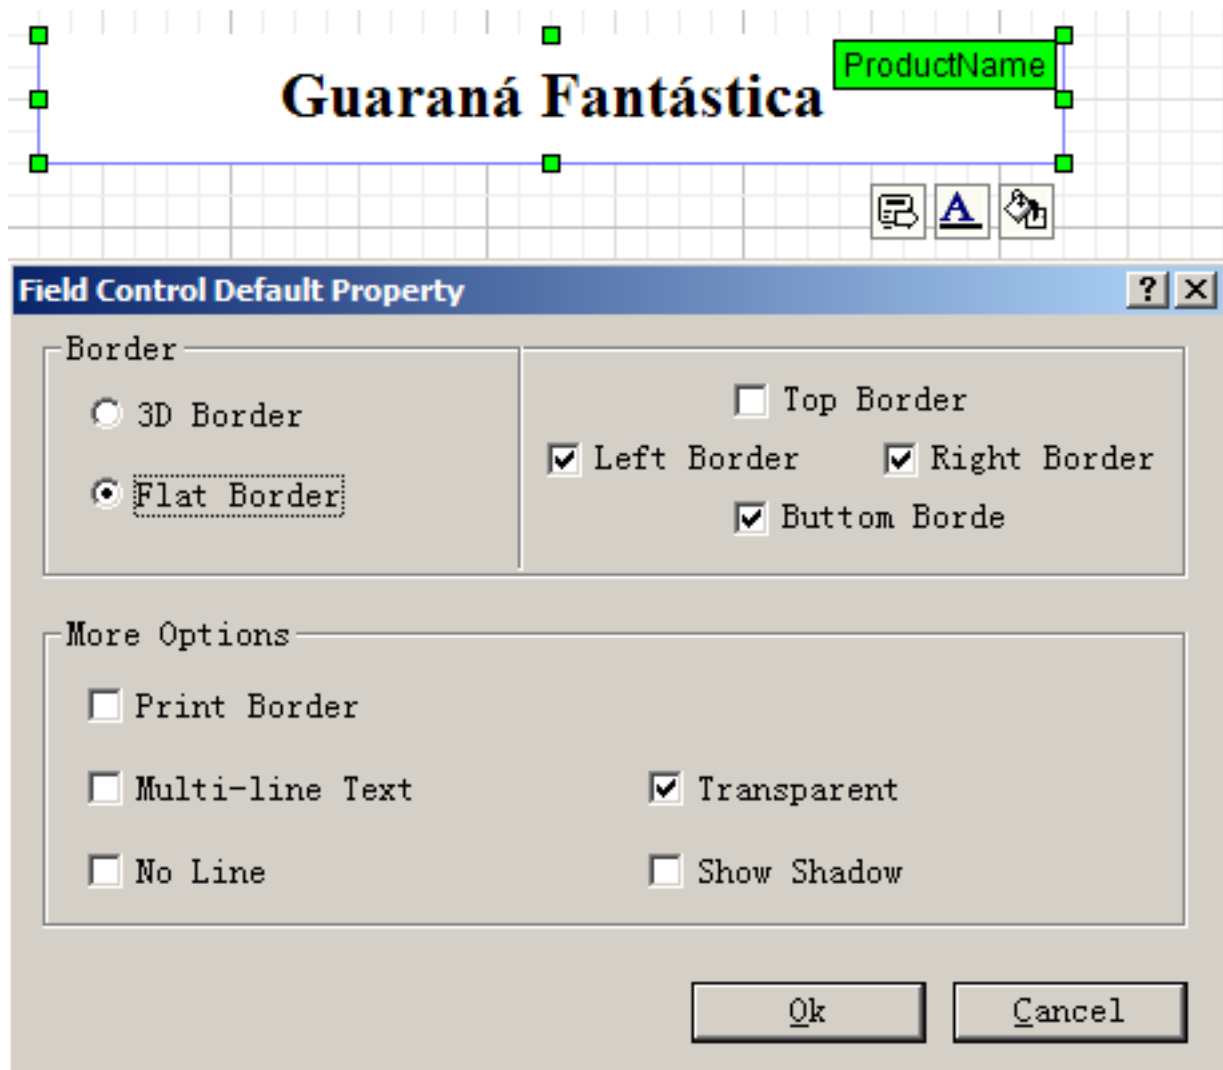 ProductName
Guaraná Fantástica
A
Field Control Default Property
? X
Border
3D Border
Top Border
Left Border Right Border
Flat Border
Buttom Borde
More Options
Print Border
Multi-line Text Transparent
No Line Show Shadow
Ok Cancel